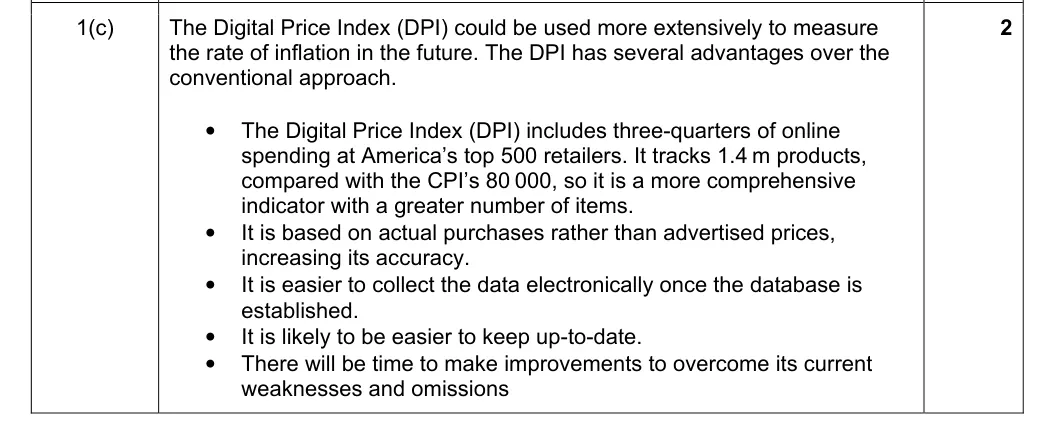 1(c)
The Digital Price Index (DPI) could be used more extensively to measure
the rate of inflation in the future. The DPI has several advantages over the
conventional approach.
2
• The Digital Price Index (DPI) includes three-quarters of online
spending at America’s top 500 retailers. It tracks 1.4 m products,
compared with the CPI’s 80 000, so it is a more comprehensive
indicator with a greater number of items.
• It is based on actual purchases rather than advertised prices,
increasing its accuracy.
• It is easier to collect the data electronically once the database is
established.
• It is likely to be easier to keep up-to-date.
• There will be time to make improvements to overcome its current
weaknesses and omissions